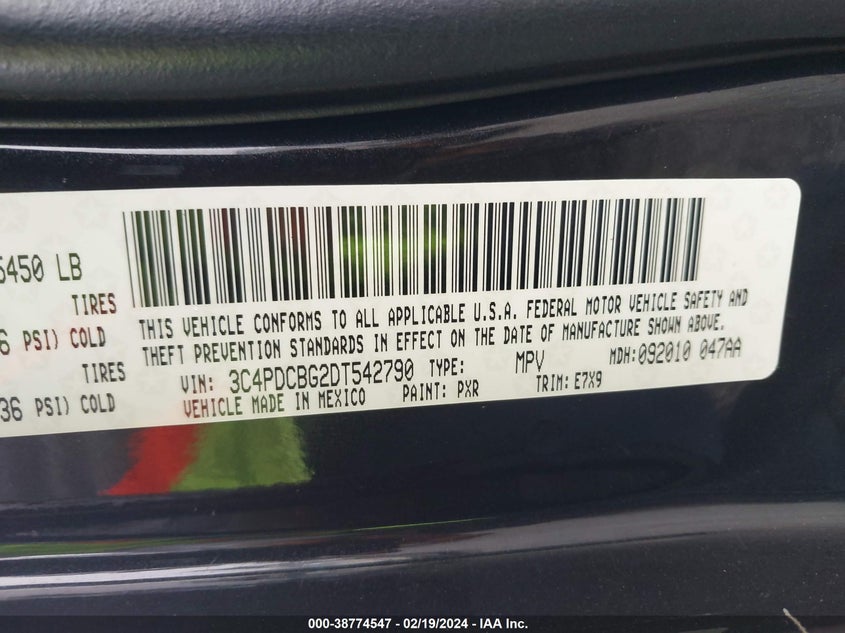 5450 LB
TIRES
6 PSI) COLD
TIRES
36 PSI) COLD
THIS VEHICLE CONFORMS TO ALL APPLICABLE U.S.A. FEDERAL MOTOR VEHICLE SAFETY AND
THEFT PREVENTION STANDARDS IN EFFECT ON THE DATE OF MANUFACTURE SHOWN ABOVE.
VIN: 3C4PDCBG2DT542790 TYPE: MPV MDH: 092010 047AA
VEHICLE MADE IN MEXICO PAINT: PXR TRIM: E7X9
000-38774547 - 02/19/2024 - IAA Inc.